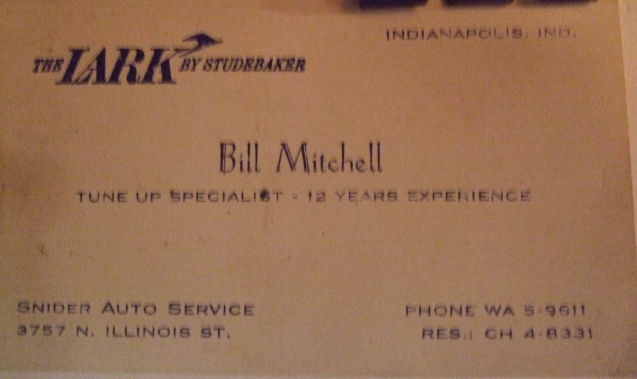 INDIANAPOLIS, IND.
THE LARK BY STUDEBAKER
Bill Mitchell
TUNE UP SPECIALIST - 12 YEARS EXPERIENCE
SNIDER AUTO SERVICE
3757 N. ILLINOIS ST.
PHONE WA 5-9611
RES.: CH 4-8331